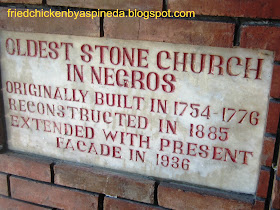 friedchickenbyaspineda.blogspot.com
OLDEST STONE CHURCH
IN NEGROS
ORIGINALLY BUILT IN 1754-1776
RECONSTRUCTED IN 1885
EXTENDED WITH PRESENT
FACADE IN 1936